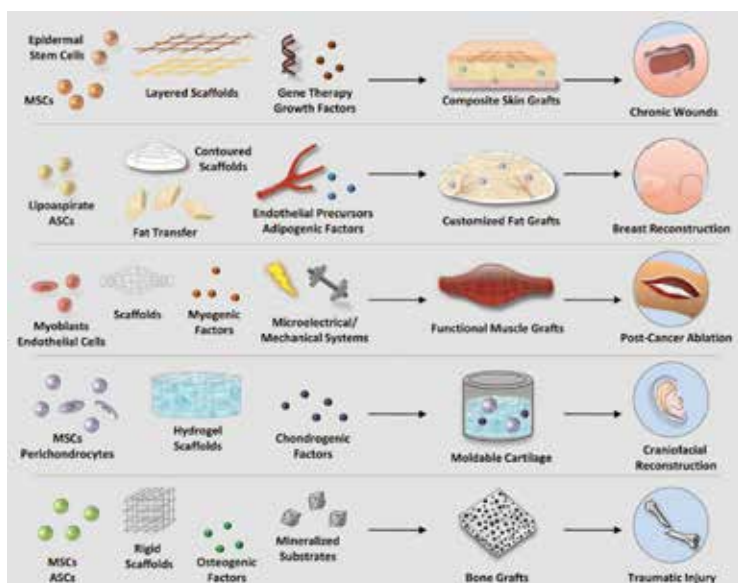 Epidermal
Stem Cells
MSCs
Layered Scaffolds
Gene Therapy
Growth Factors
Composite Skin Grafts
Chronic Wounds
Lipoaspirate
ASCs
Contoured
Scaffolds
Fat Transfer
Endothelial Precursors
Adipogenic Factors
Customized Fat Grafts
Breast Reconstruction
Myoblasts
Endothelial Cells
Scaffolds
Myogenic
Factors
Microelectrical/
Mechanical Systems
Functional Muscle Grafts
Post-Cancer Ablation
MSCs
Perichondrocytes
Hydrogel
Scaffolds
Chondrogenic
Factors
Moldable Cartilage
Craniofacial
Reconstruction
MSCs
ASCs
Rigid
Scaffolds
Osteogenic
Factors
Mineralized
Substrates
Bone Grafts
Traumatic Injury